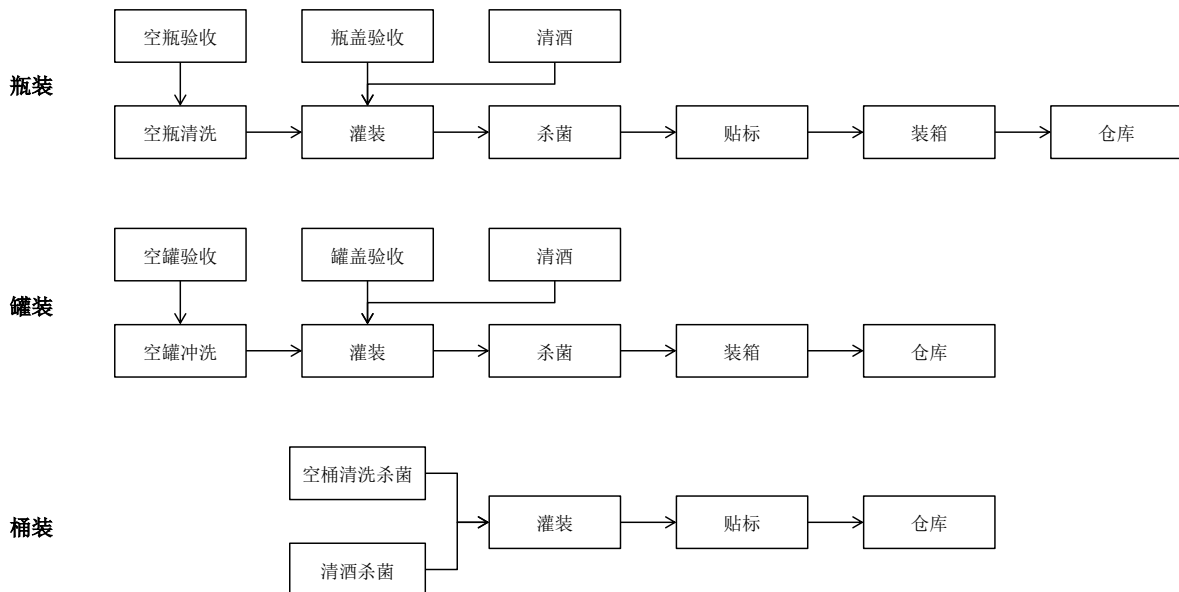 空瓶验收 瓶盖验收 清酒
瓶装
空瓶清洗 灌装 杀菌 贴标 装箱 仓库
空罐验收 罐盖验收 清酒
罐装
空罐冲洗 灌装 杀菌 装箱 仓库
空桶清洗杀菌
桶装
灌装 贴标 仓库
清酒杀菌